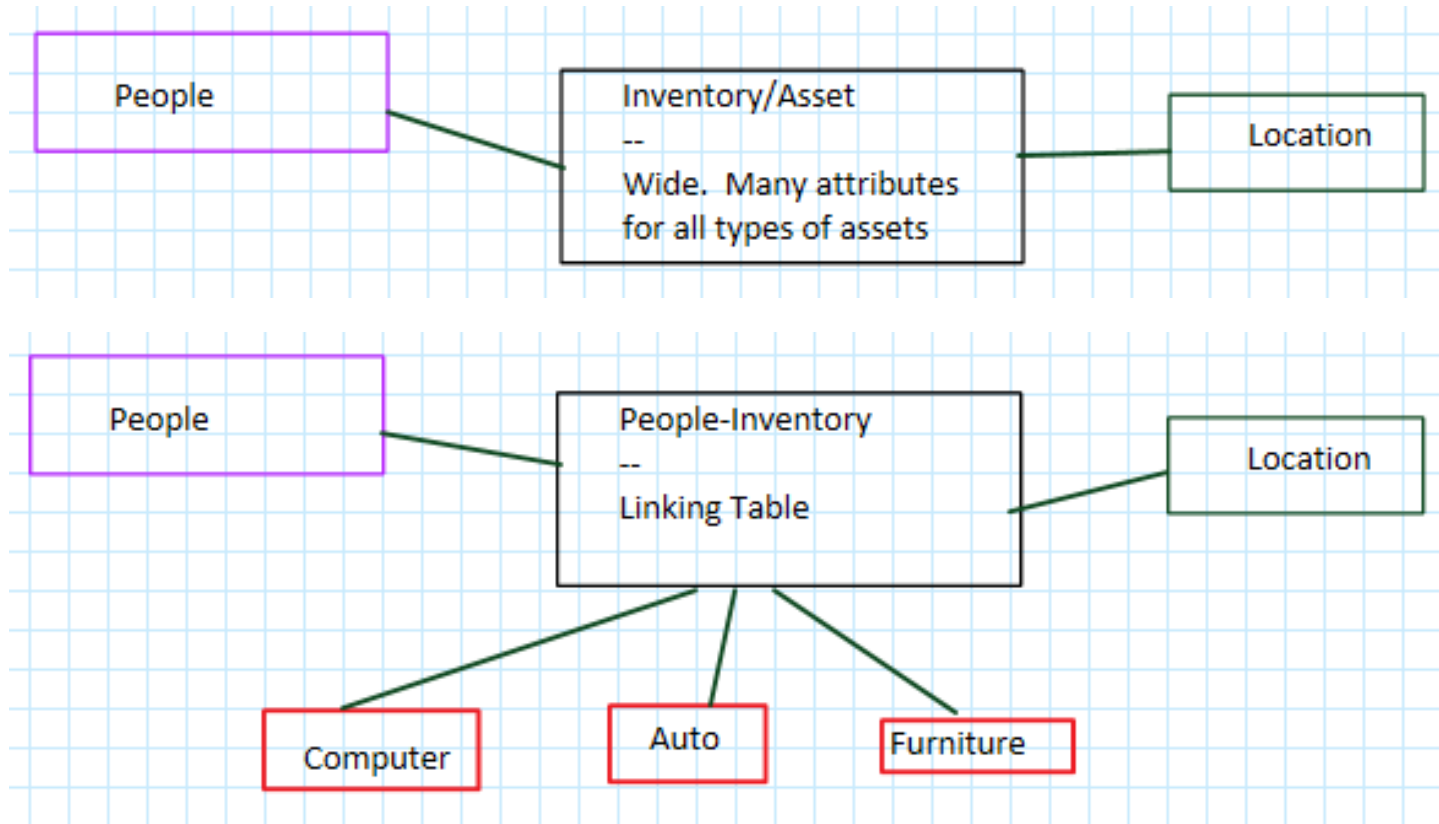 People
Inventory/Asset
--
Wide.  Many attributes
for all types of assets
Location
People
People-Inventory
--
Linking Table
Location
Computer
Auto
Furniture